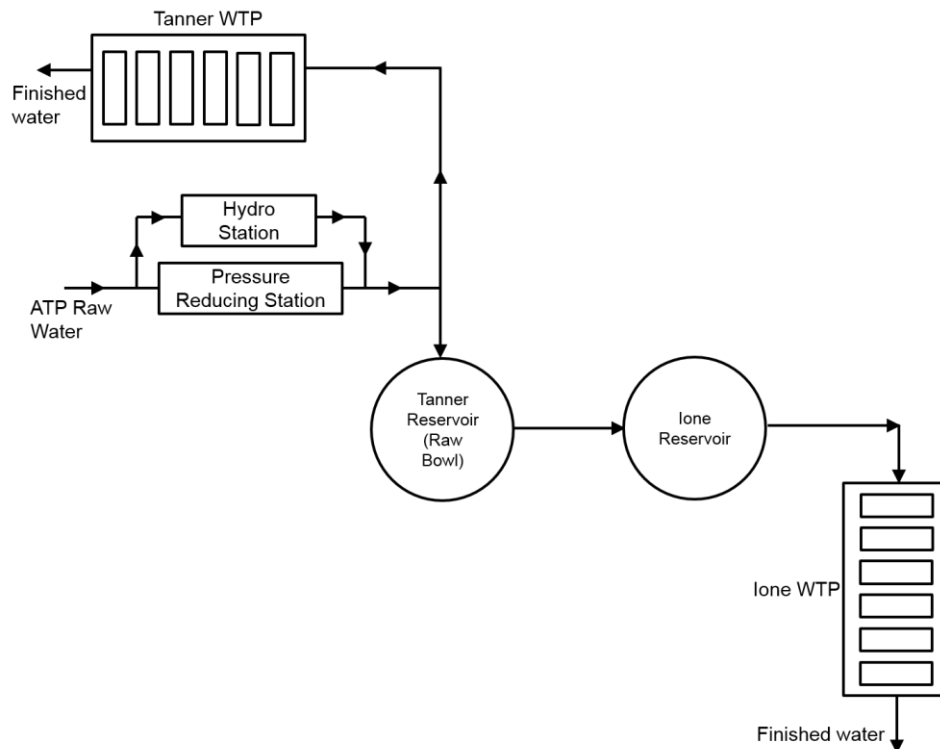 Tanner WTP
Finished
water
Hydro
Station
Pressure
Reducing Station
ATP Raw
Water
Tanner
Reservoir
(Raw
Bowl)
Ione
Reservoir
Ione WTP
Finished water